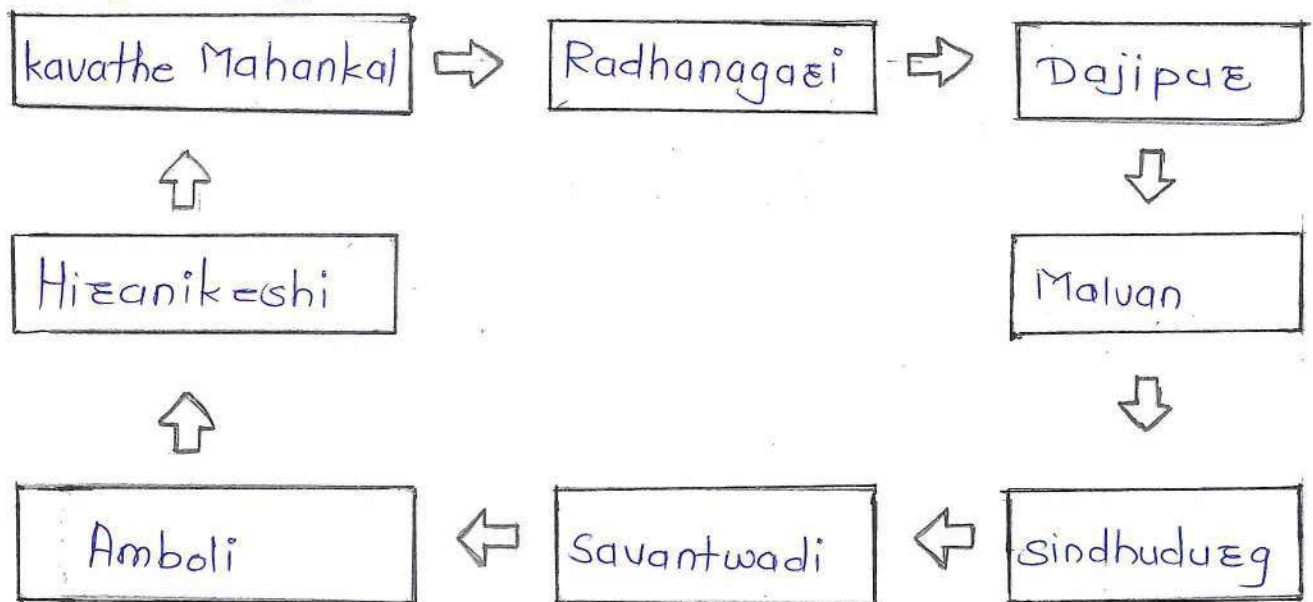 kavathe Mahankal
Radhanagari
Dajipur
Hiranikeshi
Malvan
Amboli
Savantwadi
sindhudurg